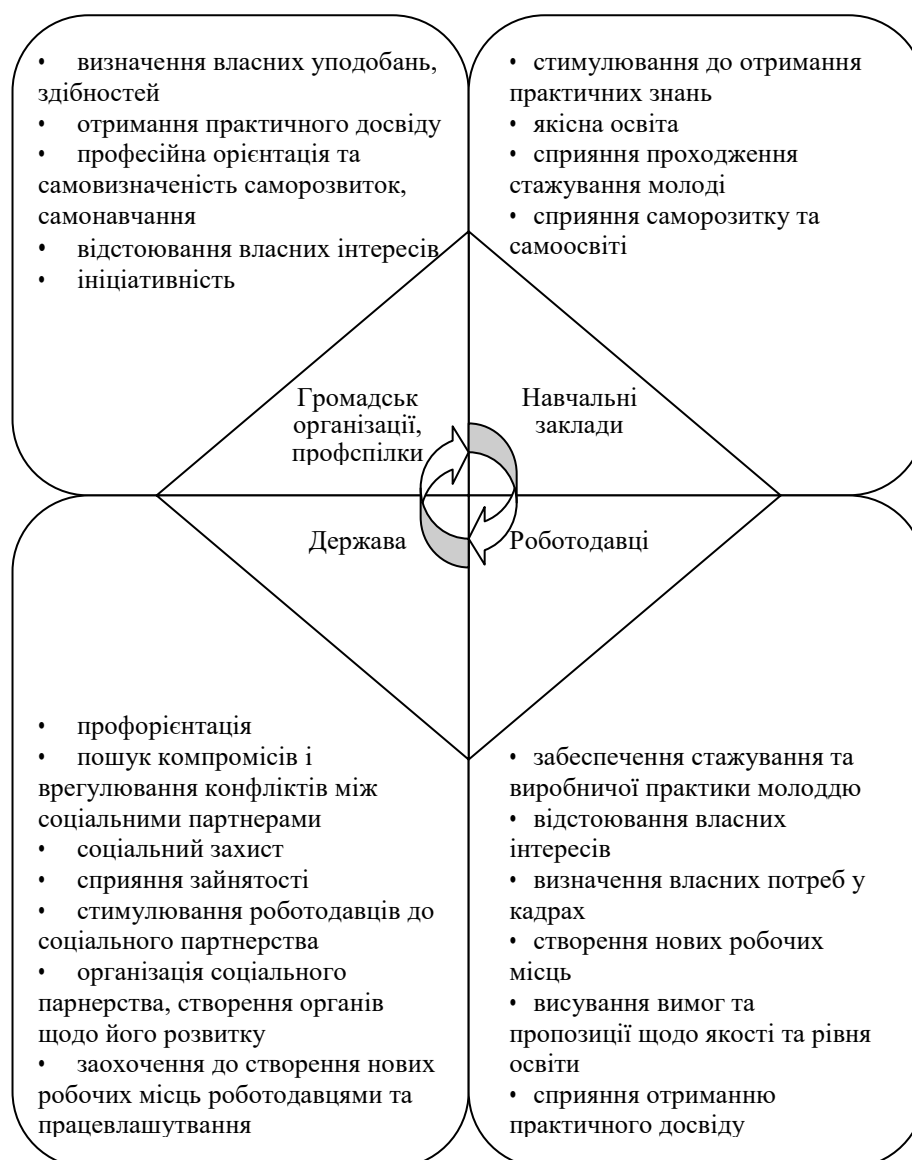 • визначення власних уподобань,
здібностей
• отримання практичного досвіду
• професійна орієнтація та
самовизначеність саморозвиток,
самонавчання
• відстоювання власних інтересів
• ініціативність
• стимулювання до отримання
практичних знань
• якісна освіта
• сприяння проходження
стажування молоді
• сприяння саморозитку та
самоосвіті
Громадськ
організації,
профспілки
Навчальні
заклади
Держава
Роботодавці
• профорієнтація
• пошук компромісів і
врегулювання конфліктів між
соціальними партнерами
• соціальний захист
• сприяння зайнятості
• стимулювання роботодавців до
соціального партнерства
• організація соціального
парнерства, створення органів
щодо його розвитку
• заохочення до створення нових
робочих місць роботодавцями та
працевлашутвання
• забеспечення стажування та
виробничої практики молоддю
• відстоювання власних
інтересів
• визначення власних потреб у
кадрах
• створення нових робочих
місць
• висування вимог та
пропозиції щодо якості та рівня
освіти
• сприяння отриманню
практичного досвіду